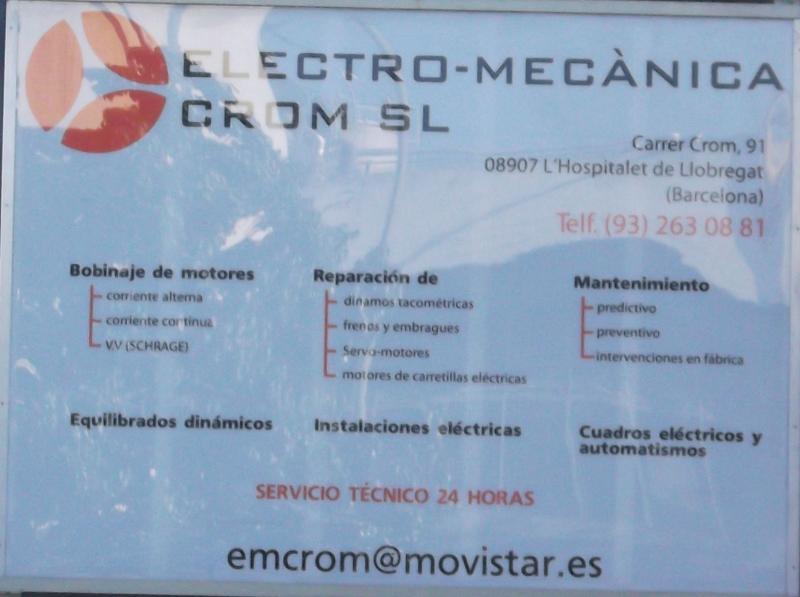 ELECTRO-MECÀNICA
CROM SL
Carrer Crom, 91
08907 L'Hospitalet de Llobregat
(Barcelona)
Telf. (93) 263 08 81
Bobinaje de motores
corriente alterna
corriente continua
V.V (SCHRAGE)
Reparación de
dinamos tacométricas
frenos y embragues
Servo-motores
motores de carretillas eléctricas
Mantenimiento
predictivo
preventivo
intervenciones en fábrica
Equilibrados dinámicos
Instalaciones eléctricas
Cuadros eléctricos y
automatismos
SERVICIO TÉCNICO 24 HORAS
emcrom@movistar.es